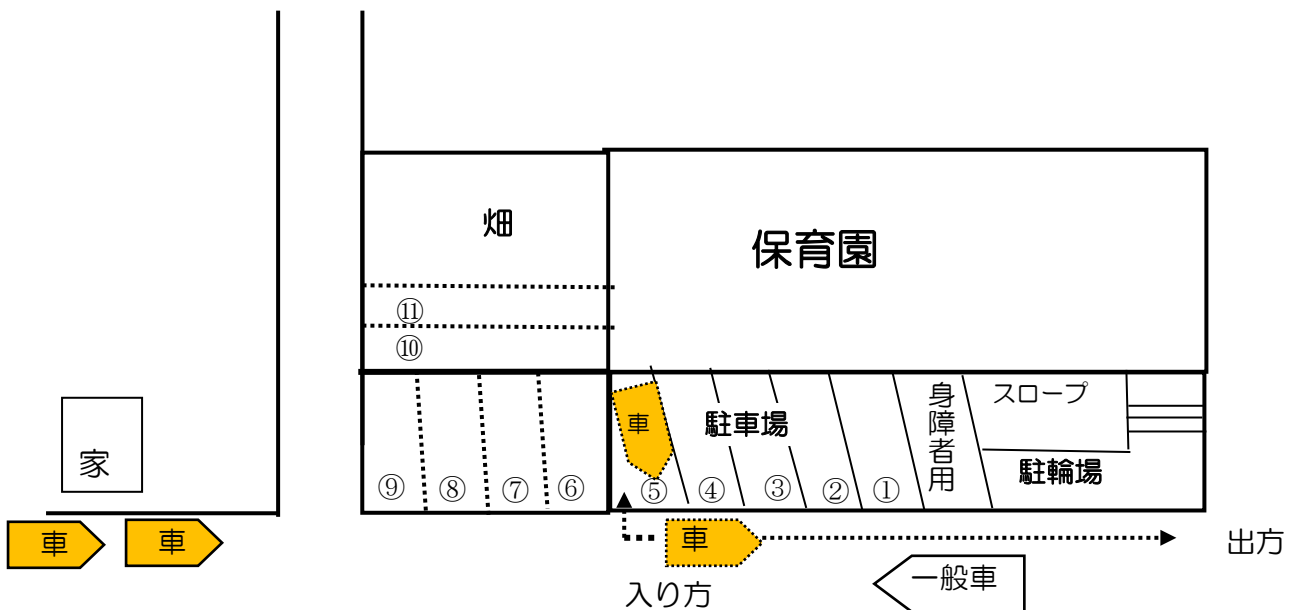 畑
保育園
⑪
⑩
身障者用
スロープ
車
駐車場
家
駐輪場
⑨
⑧
⑦
⑥
⑤
④
③
②
①
車
車
車
出方
一般車
入り方